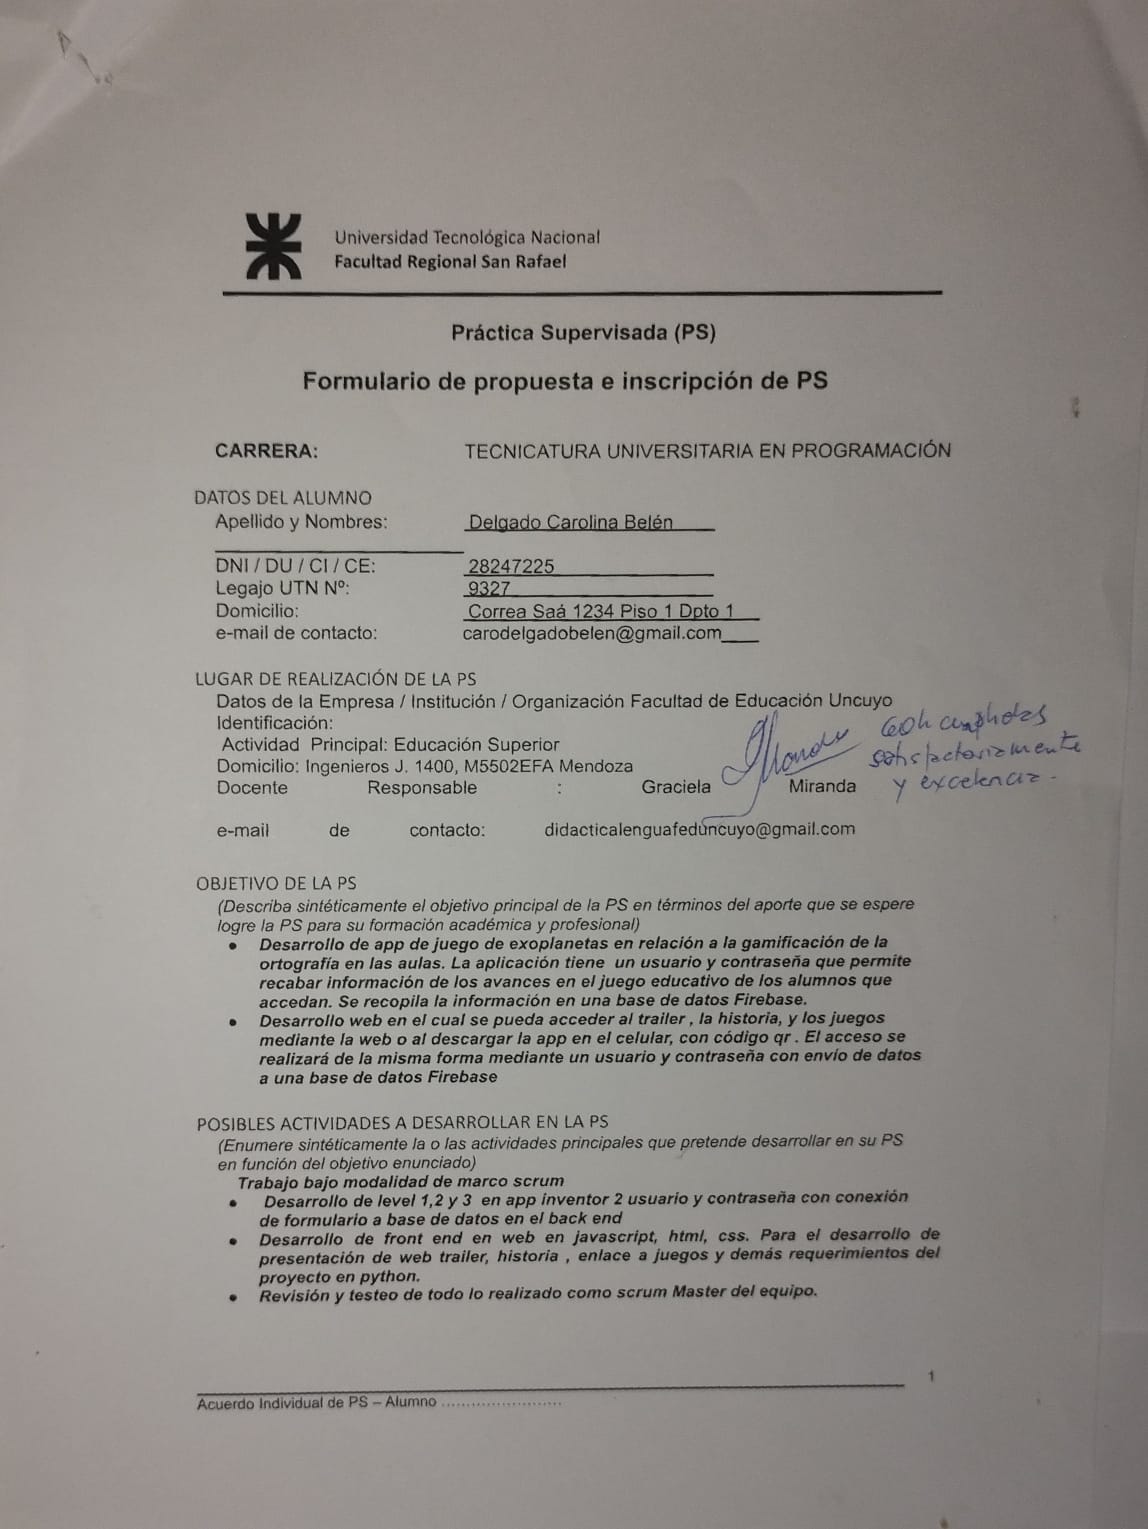 Universidad Tecnológica Nacional
Facultad Regional San Rafael
Práctica Supervisada (PS)
Formulario de propuesta e inscripción de PS
CARRERA: TECNICATURA UNIVERSITARIA EN PROGRAMACIÓN
DATOS DEL ALUMNO
Apellido y Nombres: Delgado Carolina Belén
DNI / DU / CI / CE: 28247225
Legajo UTN Nº: 9327
Domicilio: Correa Saá 1234 Piso 1 Dpto 1
e-mail de contacto: carodelgadobelen@gmail.com
LUGAR DE REALIZACIÓN DE LA PS
Datos de la Empresa / Institución / Organización Facultad de Educación Uncuyo
Identificación:
Actividad Principal: Educación Superior
Domicilio: Ingenieros J. 1400, M5502EFA Mendoza
Docente Responsable : Graciela Miranda
60h cumplidas
satisfactoriamente
y excelencia.
e-mail de contacto: didacticalenguafeduncuyo@gmail.com
OBJETIVO DE LA PS
(Describa sintéticamente el objetivo principal de la PS en términos del aporte que se espere
logre la PS para su formación académica y profesional)
• Desarrollo de app de juego de exoplanetas en relación a la gamificación de la
ortografía en las aulas. La aplicación tiene un usuario y contraseña que permite
recabar información de los avances en el juego educativo de los alumnos que
accedan. Se recopila la información en una base de datos Firebase.
• Desarrollo web en el cual se pueda acceder al trailer , la historia, y los juegos
mediante la web o al descargar la app en el celular, con código qr . El acceso se
realizará de la misma forma mediante un usuario y contraseña con envío de datos
a una base de datos Firebase
POSIBLES ACTIVIDADES A DESARROLLAR EN LA PS
(Enumere sintéticamente la o las actividades principales que pretende desarrollar en su PS
en función del objetivo enunciado)
Trabajo bajo modalidad de marco scrum
• Desarrollo de level 1,2 y 3 en app inventor 2 usuario y contraseña con conexión
de formulario a base de datos en el back end
• Desarrollo de front end en web en javascript, html, css. Para el desarrollo de
presentación de web trailer, historia , enlace a juegos y demás requerimientos del
proyecto en python.
• Revisión y testeo de todo lo realizado como scrum Master del equipo.
1
Acuerdo Individual de PS – Alumno ........................